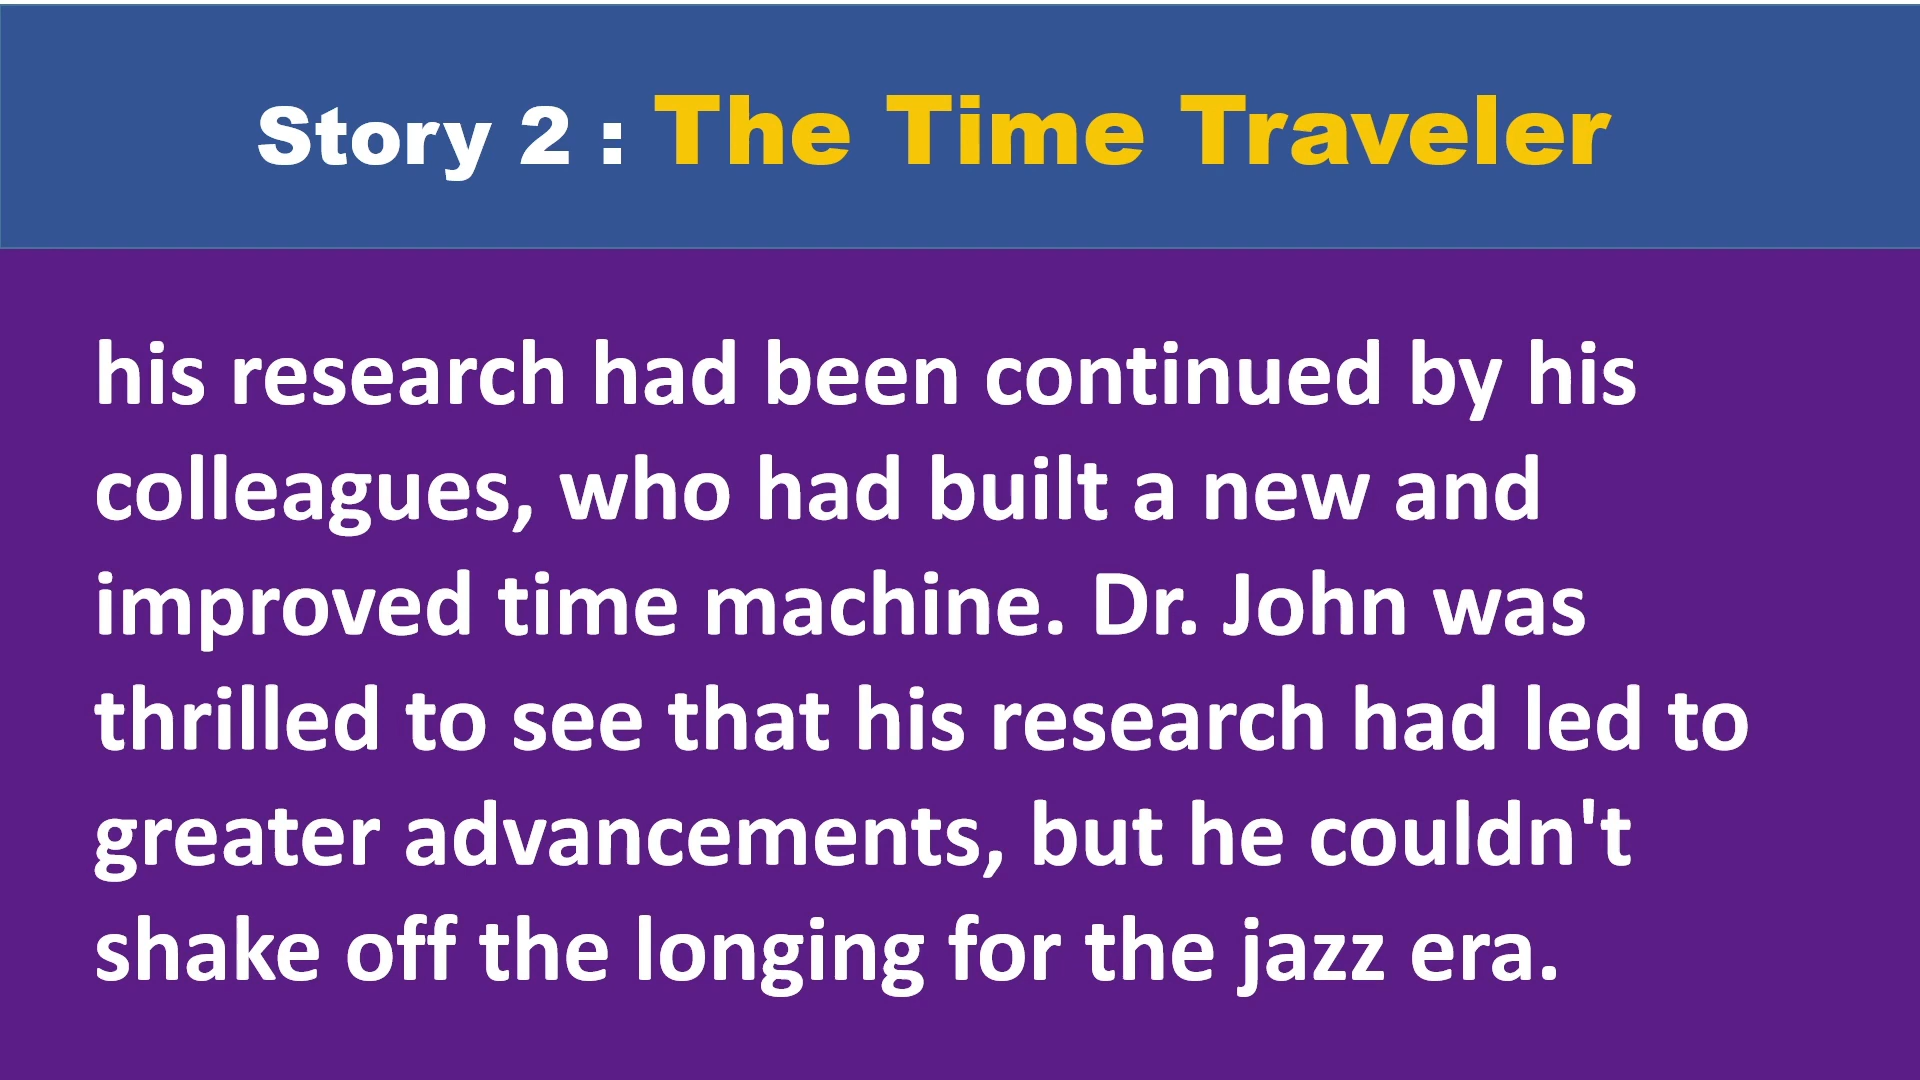 Story 2 : The Time Traveler
his research had been continued by his
colleagues, who had built a new and
improved time machine. Dr. John was
thrilled to see that his research had led to
greater advancements, but he couldn't
shake off the longing for the jazz era.